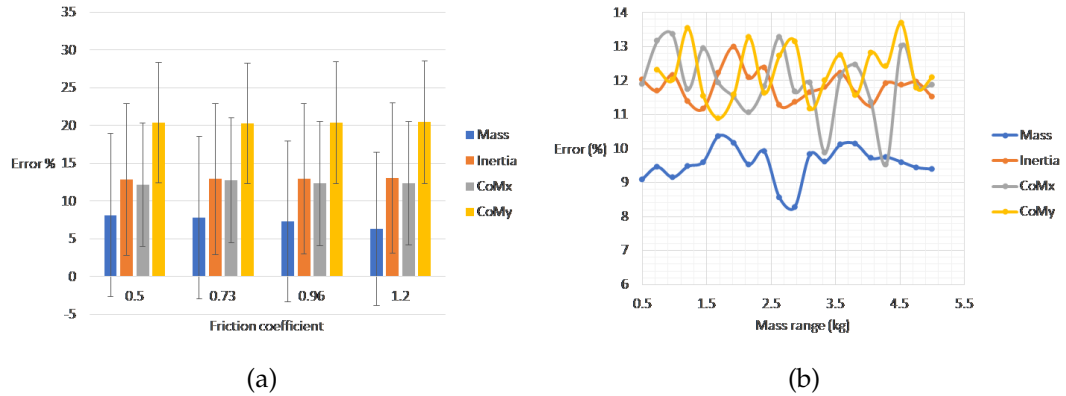 35
30
25
20
15
10
5
0
-5
Error %
0.5 0.73 0.96 1.2
Friction coefficient
Mass
Inertia
CoMx
CoMy
(a)
14
13
12
11
10
9
8
7
6
Error (%)
0.5 1.5 2.5 3.5 4.5 5.5
Mass range (kg)
Mass
Inertia
CoMx
CoMy
(b)